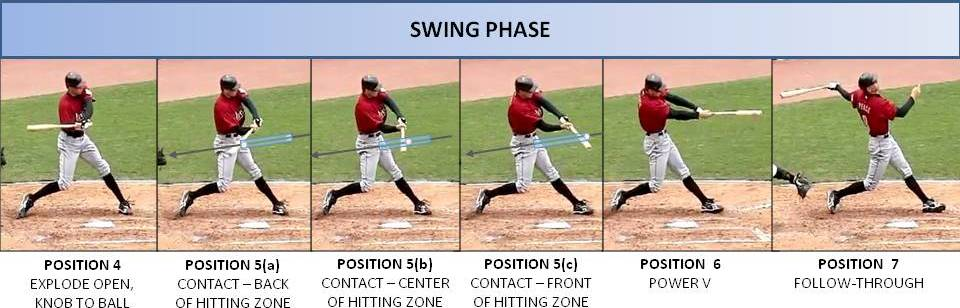 SWING PHASE
POSITION 4
EXPLODE OPEN,
KNOB TO BALL
POSITION 5(a)
CONTACT – BACK
OF HITTING ZONE
POSITION 5(b)
CONTACT – CENTER
OF HITTING ZONE
POSITION 5(c)
CONTACT – FRONT
OF HITTING ZONE
POSITION 6
POWER V
POSITION 7
FOLLOW-THROUGH